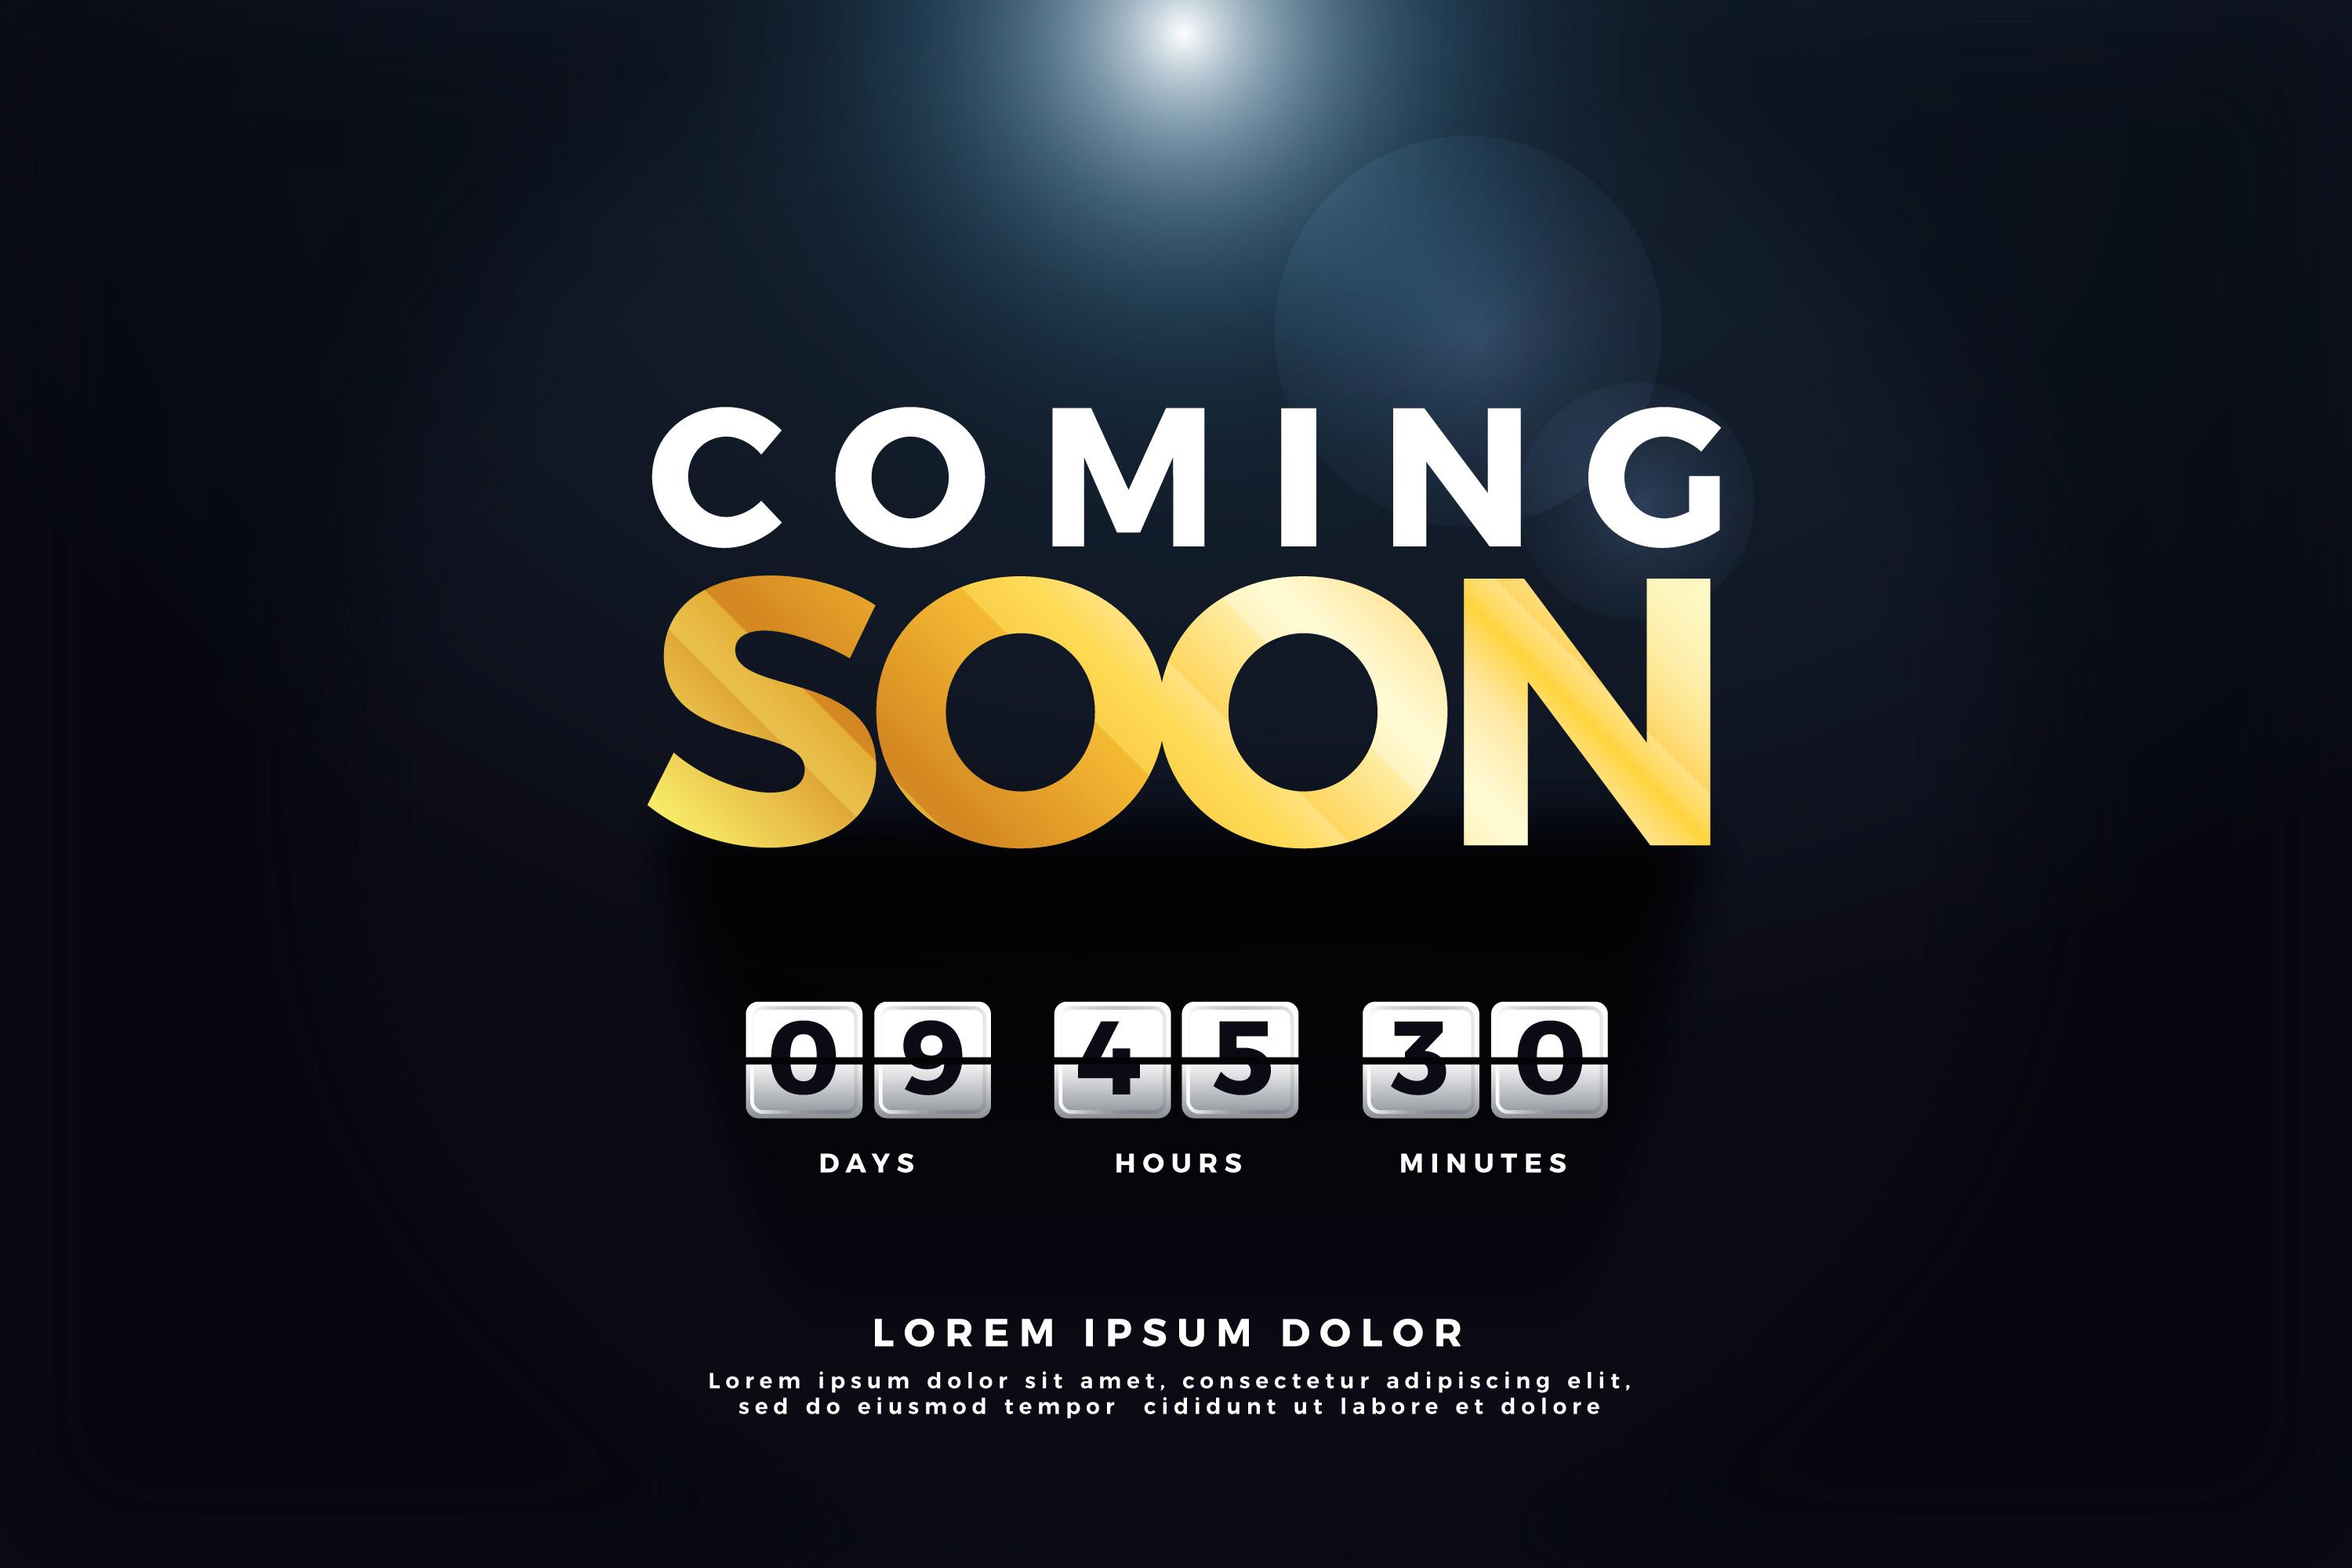 COMING
SOON
09 45 30
DAYS HOURS MINUTES
LOREM IPSUM DOLOR
Lorem ipsum dolor sit amet, consectetur adipiscing elit,
sed do eiusmod tempor cididunt ut labore et dolore